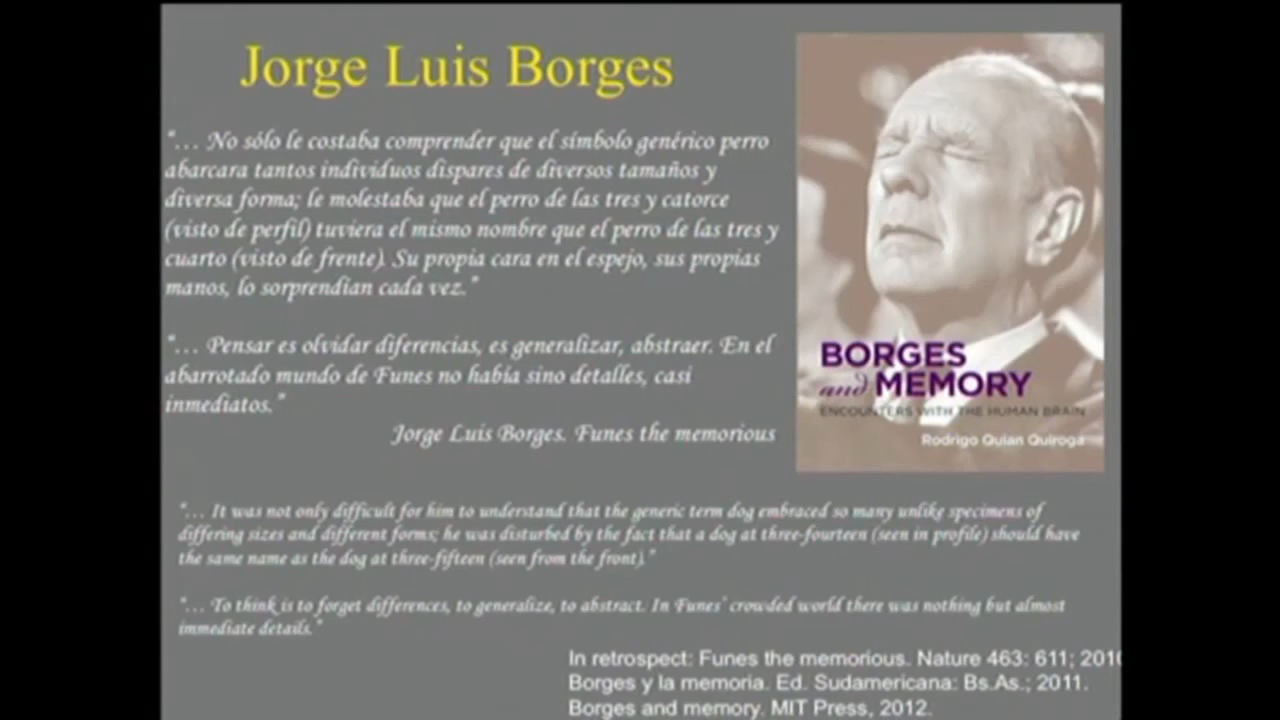 Jorge Luis Borges
“… No sólo le costaba comprender que el símbolo genérico perro
abarcara tantos individuos dispares de diversos tamaños y
diversa forma; le molestaba que el perro de las tres y catorce
(visto de perfil) tuviera el mismo nombre que el perro de las tres y
cuarto (visto de frente). Su propia cara en el espejo, sus propias
manos, lo sorprendían cada vez.”
“… Pensar es olvidar diferencias, es generalizar, abstraer. En el
abarrotado mundo de Funes no había sino detalles, casi
inmediatos.”
Jorge Luis Borges. Funes the memorious
BORGES
and MEMORY
ENCOUNTERS WITH THE HUMAN BRAIN
Rodrigo Quian Quiroga
“… It was not only difficult for him to understand that the generic term dog embraced so many unlike specimens of
differing sizes and different forms; he was disturbed by the fact that a dog at three-fourteen (seen in profile) should have
the same name as the dog at three-fifteen (seen from the front).”
“… To think is to forget differences, to generalize, to abstract. In Funes’ crowded world there was nothing but almost
immediate details.”
In retrospect: Funes the memorious. Nature 463: 611; 2010
Borges y la memoria. Ed. Sudamericana: Bs.As.; 2011.
Borges and memory. MIT Press, 2012.